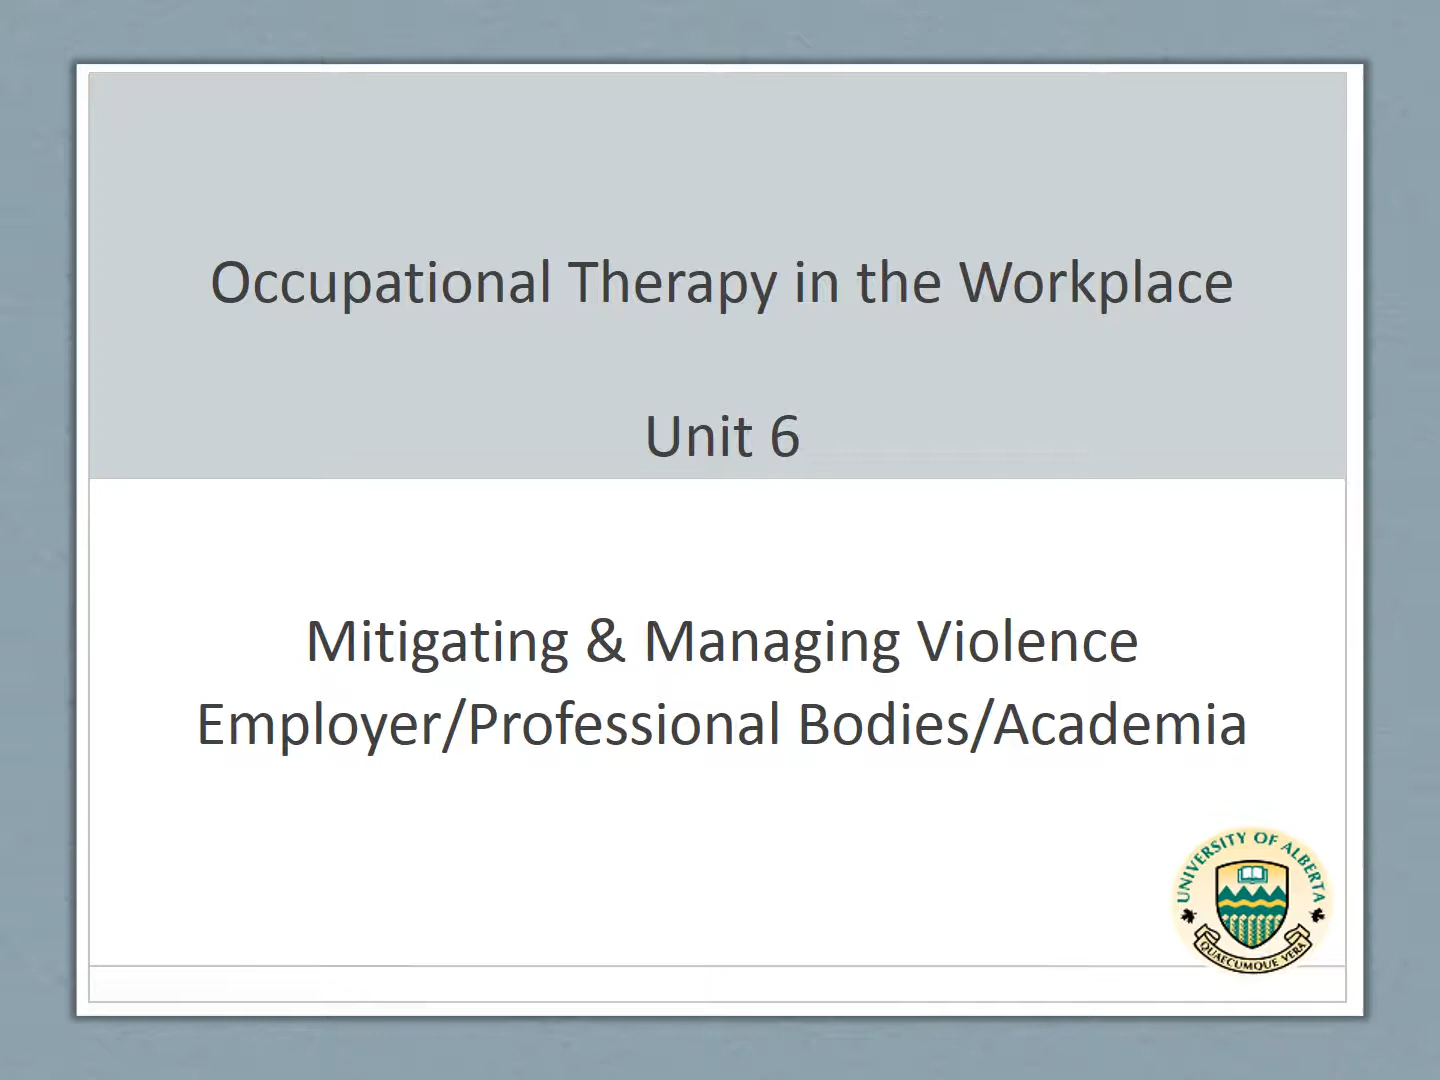 Occupational Therapy in the Workplace
Unit 6
Mitigating & Managing Violence
Employer/Professional Bodies/Academia
UNIVERSITY OF ALBERTA
QUAECUMQUE VERA